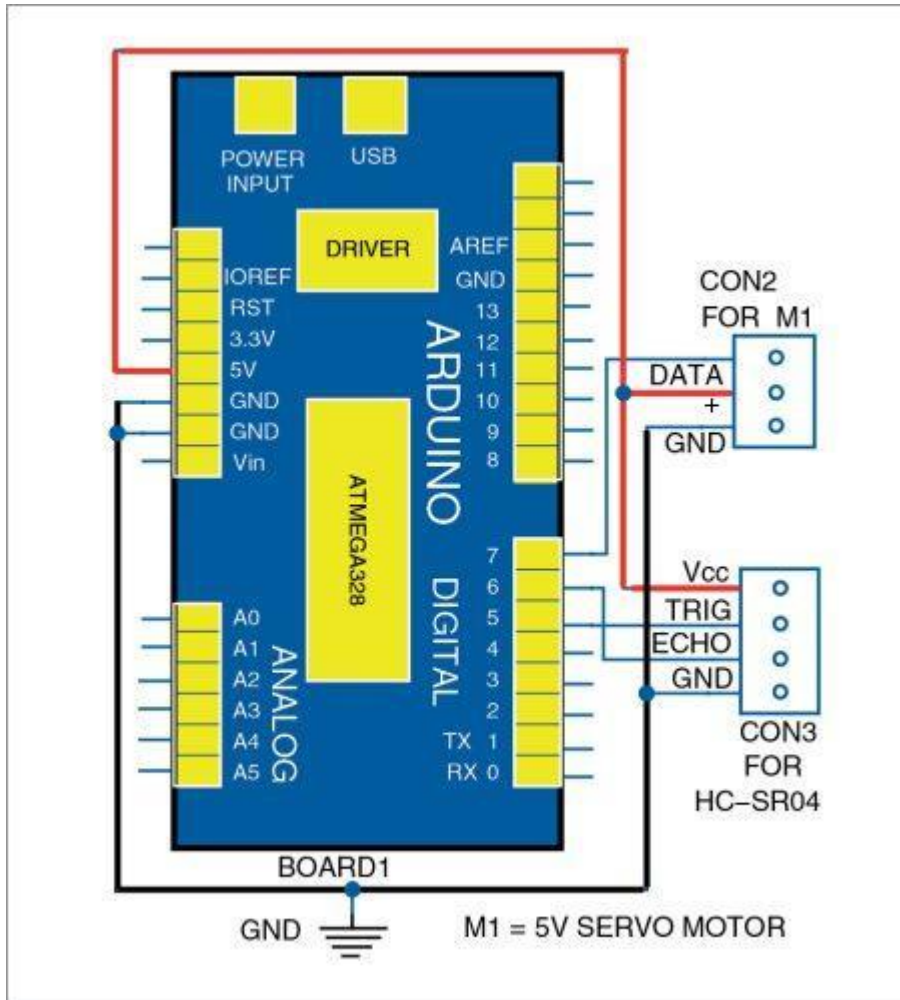 POWER
INPUT
USB
DRIVER
IOREF
RST
3.3V
5V
GND
GND
Vin
AREF
GND
13
12
11
10
9
8
ARDUINO
ATMEGA328
7
6
5
4
3
2
TX 1
RX 0
DIGITAL
A0
A1
A2
A3
A4
A5
ANALOG
CON2
FOR M1
DATA
+
GND
Vcc
TRIG
ECHO
GND
CON3
FOR
HC-SR04
BOARD1
GND
M1 = 5V SERVO MOTOR